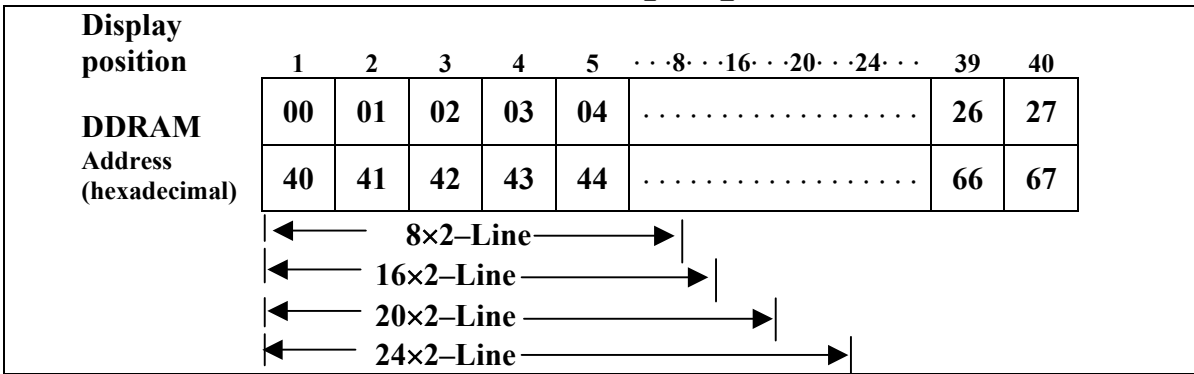 Display
position 1 2 3 4 5 · · ·8· · ·16· · ·20· · ·24· · · 39 40
DDRAM 00 01 02 03 04 . . . . . . . . . . . . . . . . . . 26 27
Address
(hexadecimal) 40 41 42 43 44 . . . . . . . . . . . . . . . . . . 66 67
8×2–Line
16×2–Line
20×2–Line
24×2–Line